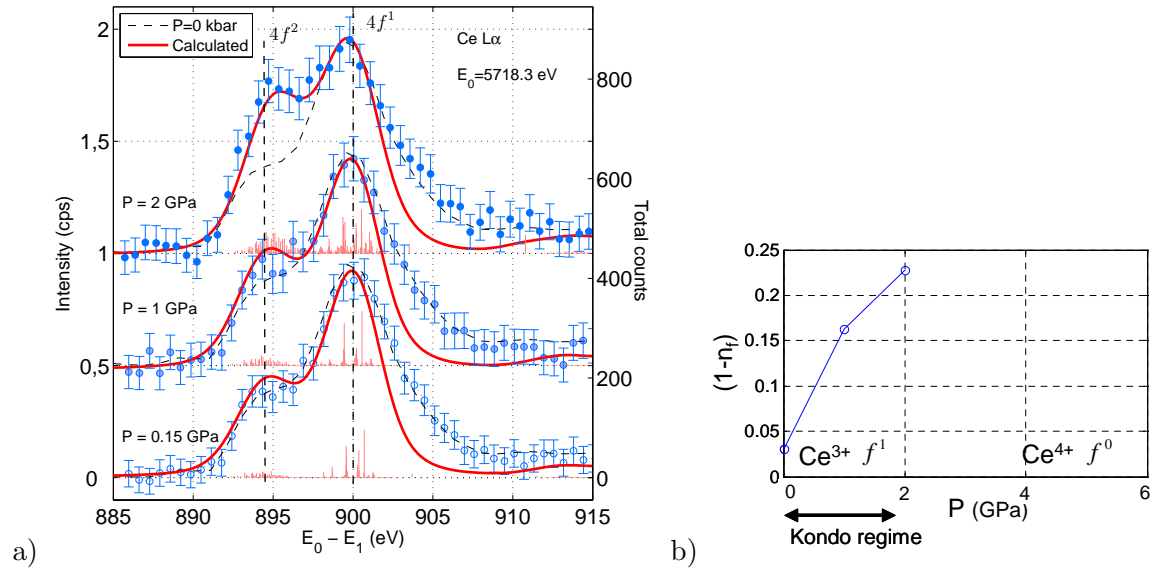 P=0 kbar
Calculated
4f²
4f¹
Ce Lα
E₀=5718.3 eV
P = 2 GPa
P = 1 GPa
P = 0.15 GPa
2
1.5
1
0.5
0
Intensity (cps)
800
600
400
200
0
Total counts
885 890 895 900 905 910 915
E₀ − E₁ (eV)
a)
0.25
0.2
0.15
0.1
0.05
0
(1-n_f)
Ce³⁺ f¹
Ce⁴⁺ f⁰
0 2 4 6
P (GPa)
Kondo regime
b)